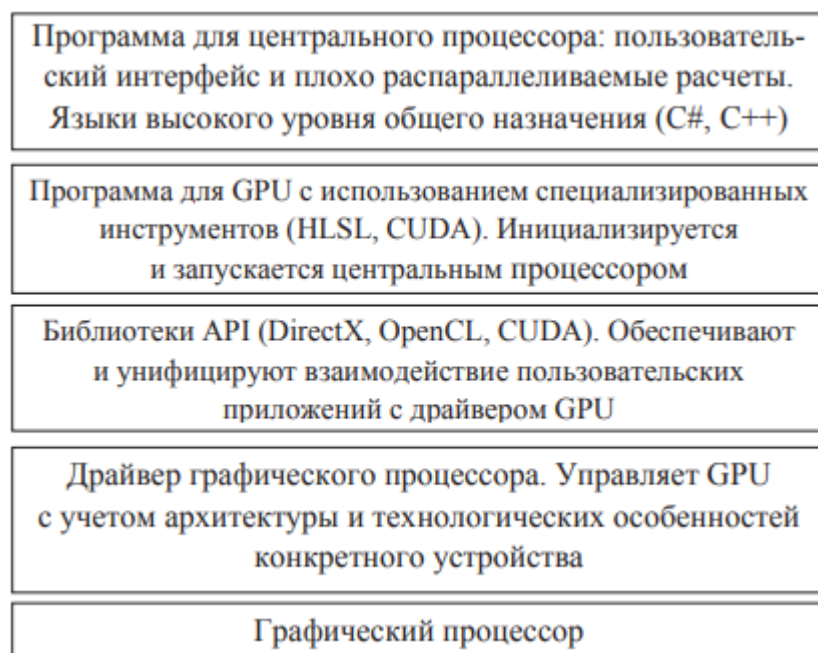 Программа для центрального процессора: пользователь-
ский интерфейс и плохо распараллеливаемые расчеты.
Языки высокого уровня общего назначения (C#, C++)
Программа для GPU с использованием специализированных
инструментов (HLSL, CUDA). Инициализируется
и запускается центральным процессором
Библиотеки API (DirectX, OpenCL, CUDA). Обеспечивают
и унифицируют взаимодействие пользовательских
приложений с драйвером GPU
Драйвер графического процессора. Управляет GPU
с учетом архитектуры и технологических особенностей
конкретного устройства
Графический процессор